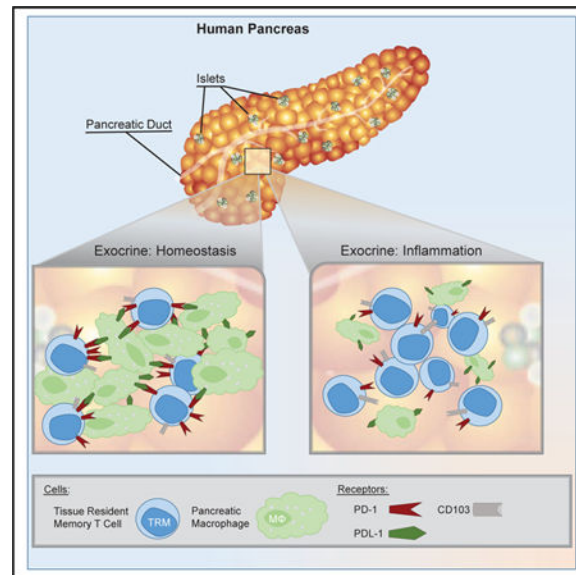 Human Pancreas
Islets
Pancreatic Duct
Exocrine: Homeostasis
Exocrine: Inflammation
Cells:
Tissue Resident
Memory T Cell
TRM
Pancreatic
Macrophage
MΦ
Receptors:
PD-1
CD103
PDL-1